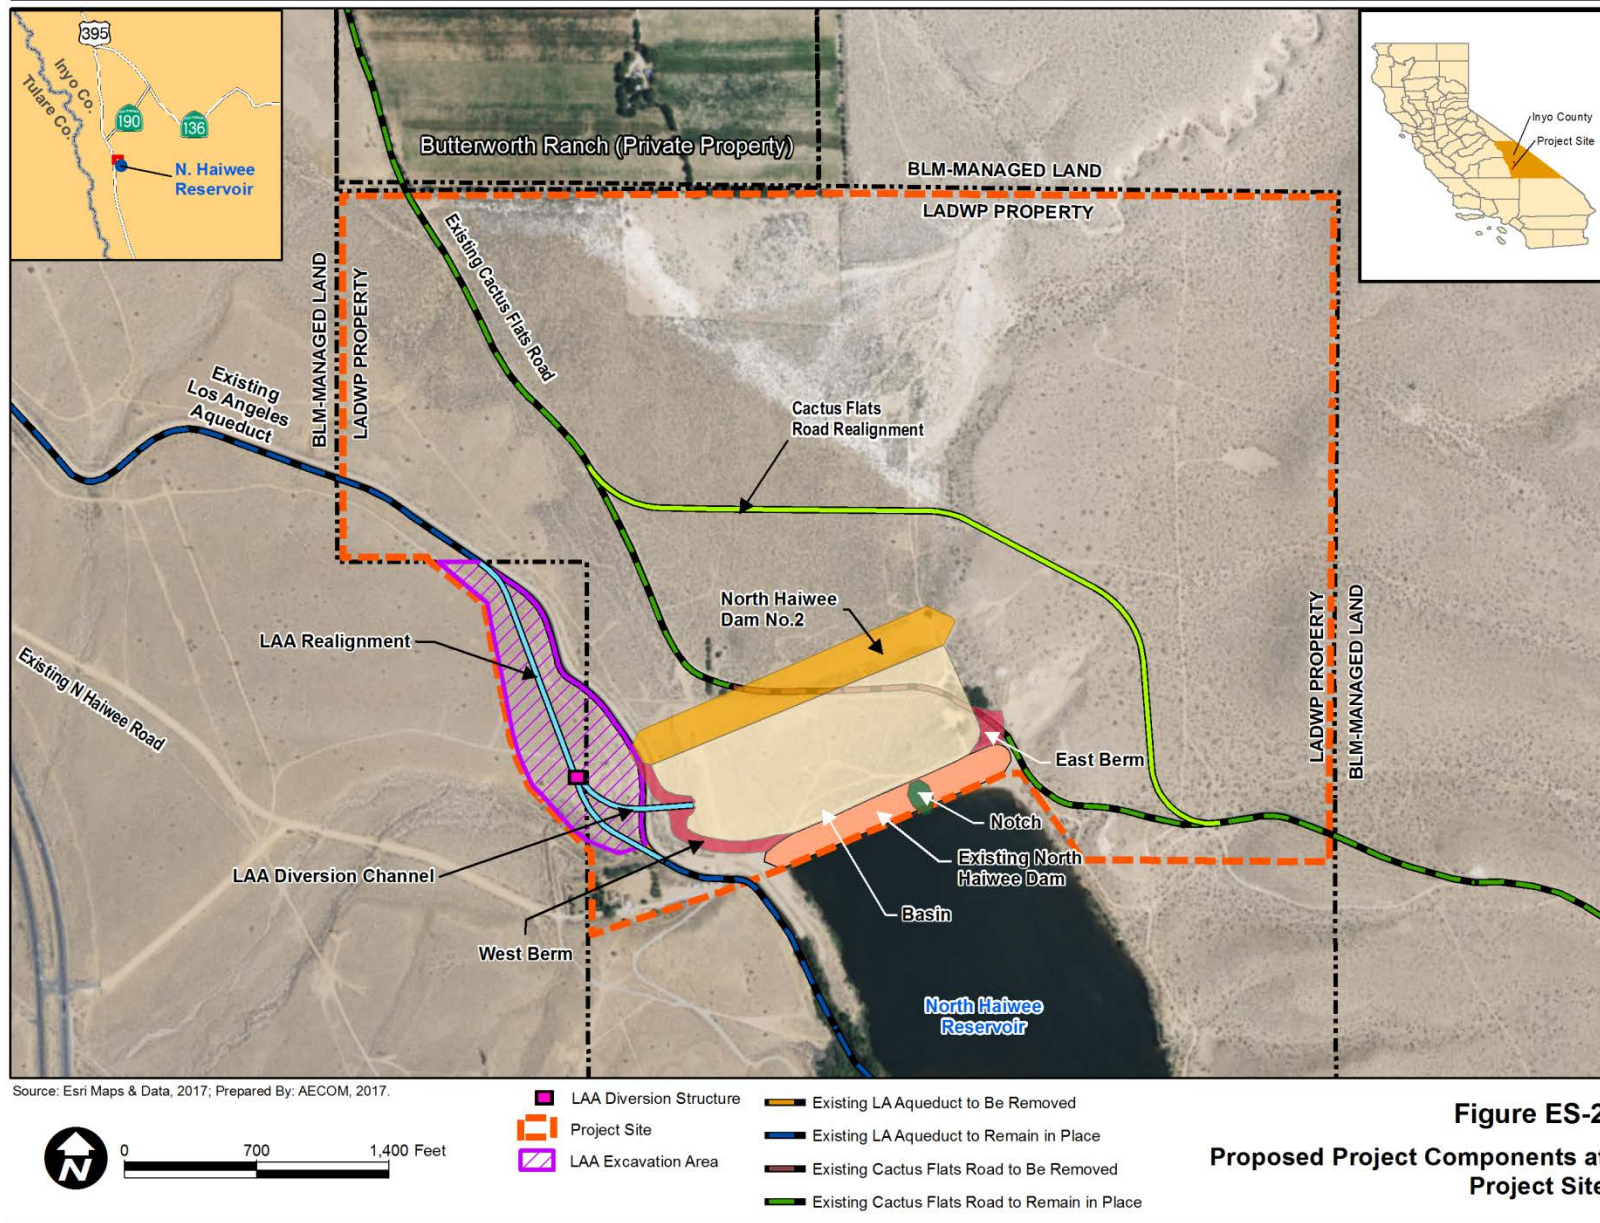 395
Inyo Co.
Tulare Co.
190
136
N. Haiwee
Reservoir
Inyo County
Project Site
Butterworth Ranch (Private Property)
BLM-MANAGED LAND
LADWP PROPERTY
BLM-MANAGED LAND
LADWP PROPERTY
Existing Cactus Flats Road
Existing
Los Angeles
Aqueduct
Cactus Flats
Road Realignment
North Haiwee
Dam No.2
LAA Realignment
Existing N Haiwee Road
LADWP PROPERTY
BLM-MANAGED LAND
East Berm
Notch
Existing North
Haiwee Dam
LAA Diversion Channel
Basin
West Berm
North Haiwee
Reservoir
Source: Esri Maps & Data, 2017; Prepared By: AECOM, 2017.
N
0 700 1,400 Feet
LAA Diversion Structure
Project Site
LAA Excavation Area
Existing LA Aqueduct to Be Removed
Existing LA Aqueduct to Remain in Place
Existing Cactus Flats Road to Be Removed
Existing Cactus Flats Road to Remain in Place
Figure ES-2
Proposed Project Components at
Project Site